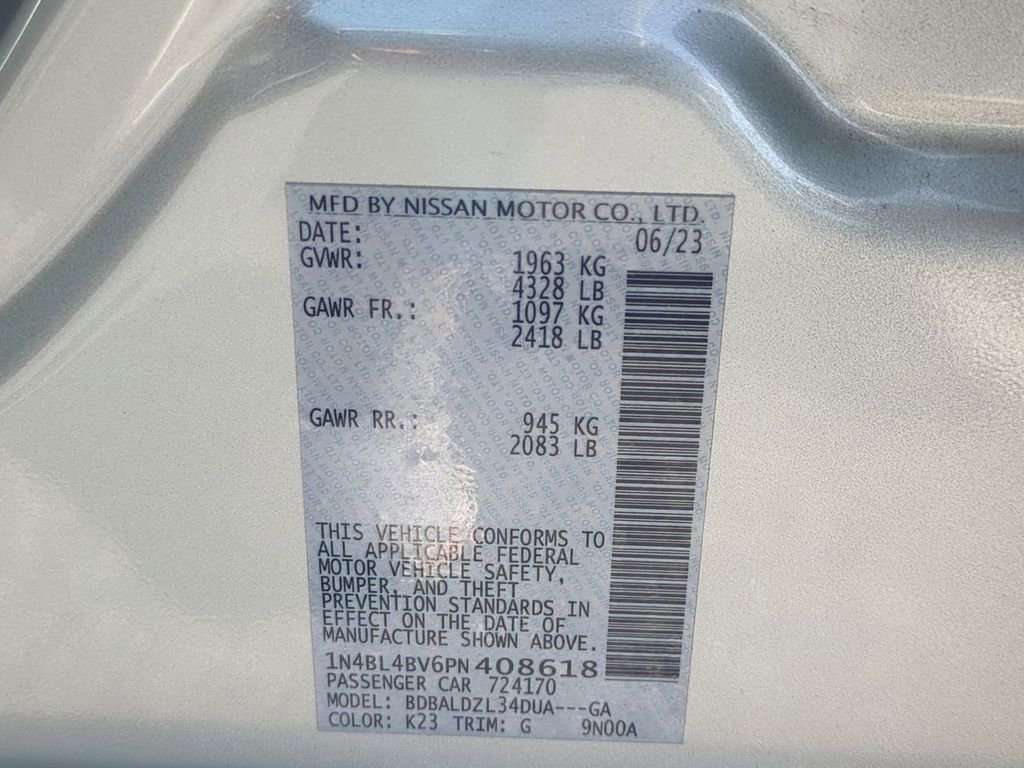 MFD BY NISSAN MOTOR CO., LTD.
DATE: 06/23
GVWR: 1963 KG
4328 LB
GAWR FR.: 1097 KG
2418 LB
GAWR RR.: 945 KG
2083 LB
THIS VEHICLE CONFORMS TO
ALL APPLICABLE FEDERAL
MOTOR VEHICLE SAFETY,
BUMPER, AND THEFT
PREVENTION STANDARDS IN
EFFECT ON THE DATE OF
MANUFACTURE SHOWN ABOVE.
1N4BL4BV6PN408618
PASSENGER CAR 724170
MODEL: BDBALDZL34DUA---GA
COLOR: K23 TRIM: G 9N00A